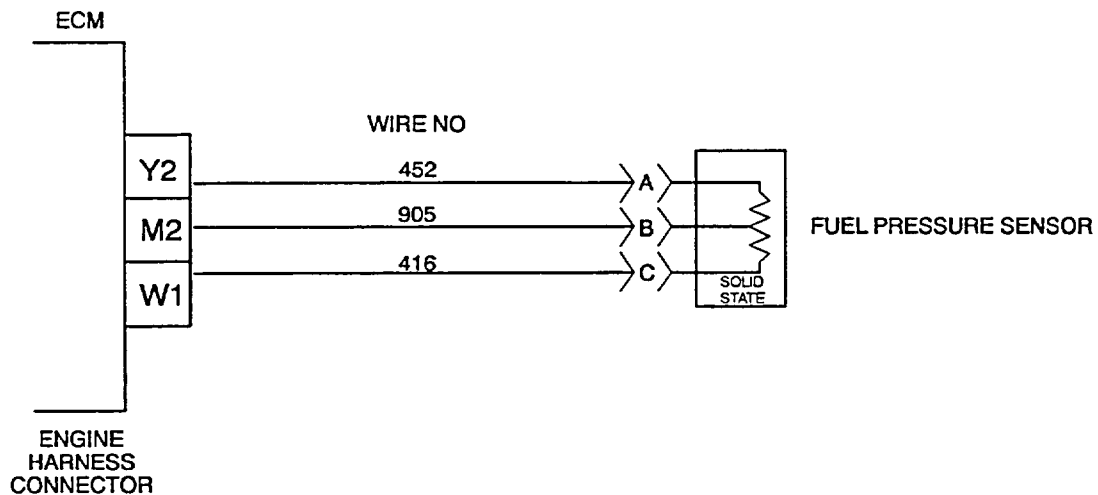 ECM
WIRE NO
Y2
452
A
M2
905
B
FUEL PRESSURE SENSOR
W1
416
C
SOLID
STATE
ENGINE
HARNESS
CONNECTOR